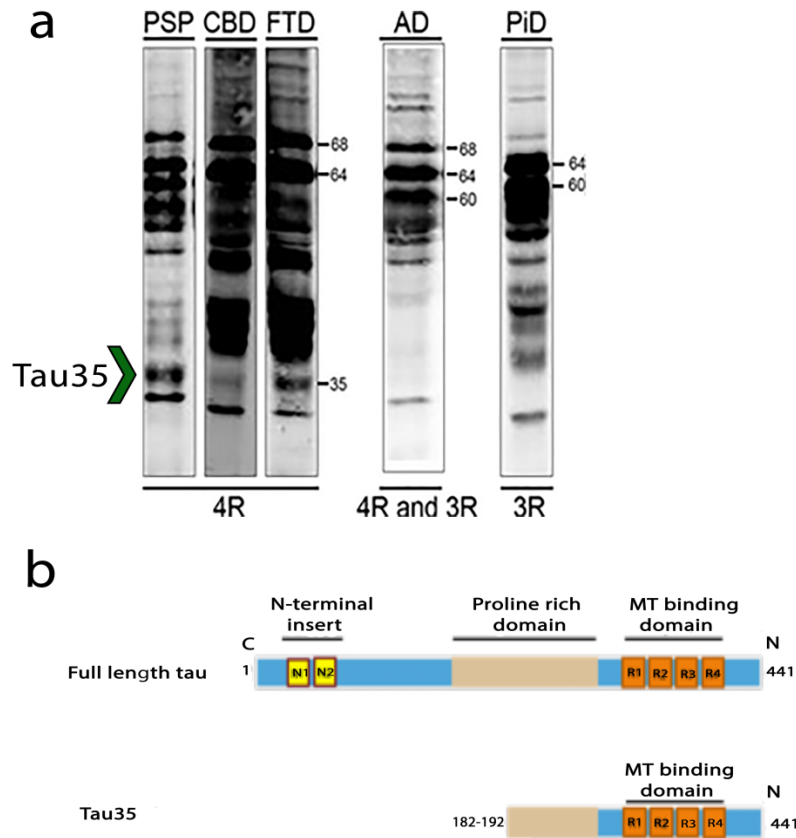 a
PSP CBD FTD AD PiD
68
64
35
68
64
60
64
60
Tau35
4R 4R and 3R 3R
b
N-terminal insert
Proline rich domain
MT binding domain
C N
Full length tau 1 N1 N2 R1 R2 R3 R4 441
MT binding domain
N
Tau35 182-192 R1 R2 R3 R4 441